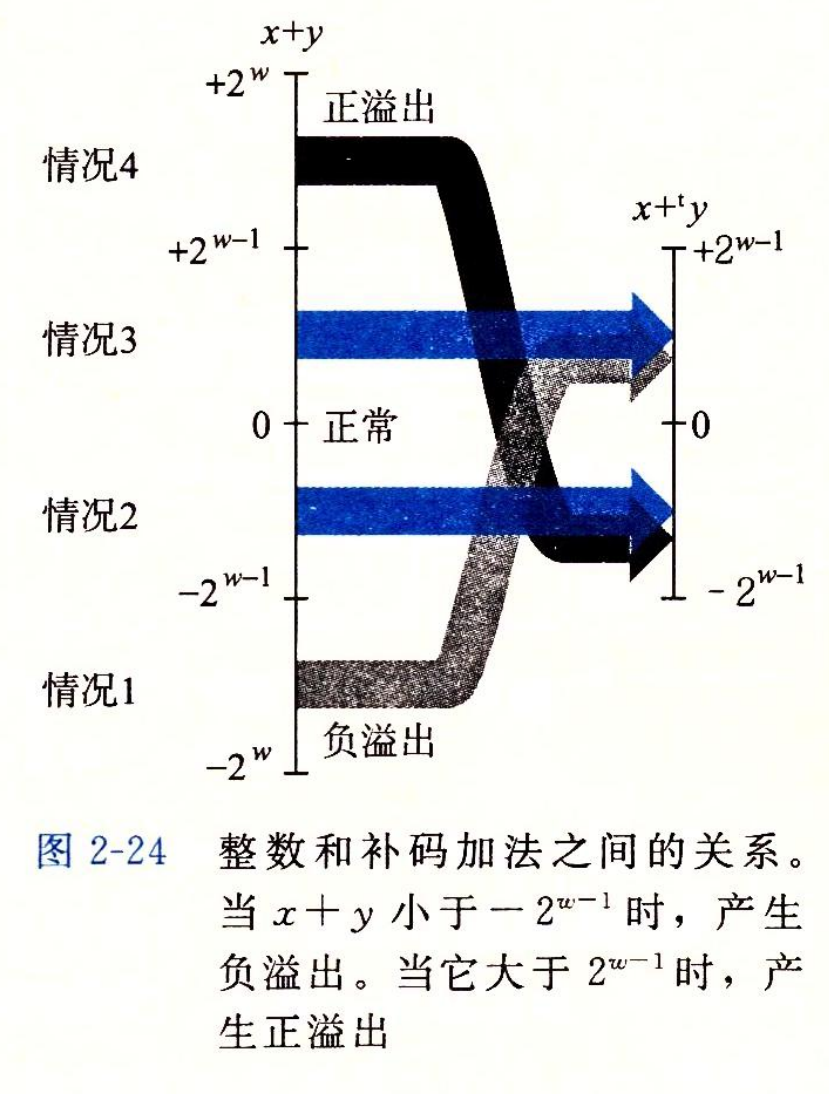 x+y
+2^w
正溢出
情况4
x+^t y
+2^{w-1}
+2^{w-1}
情况3
0
正常
0
情况2
-2^{w-1}
-2^{w-1}
情况1
负溢出
-2^w
图 2-24 整数和补码加法之间的关系。
当 x+y 小于-2^{w-1} 时，产生
负溢出。当它大于 2^{w-1} 时，产
生正溢出